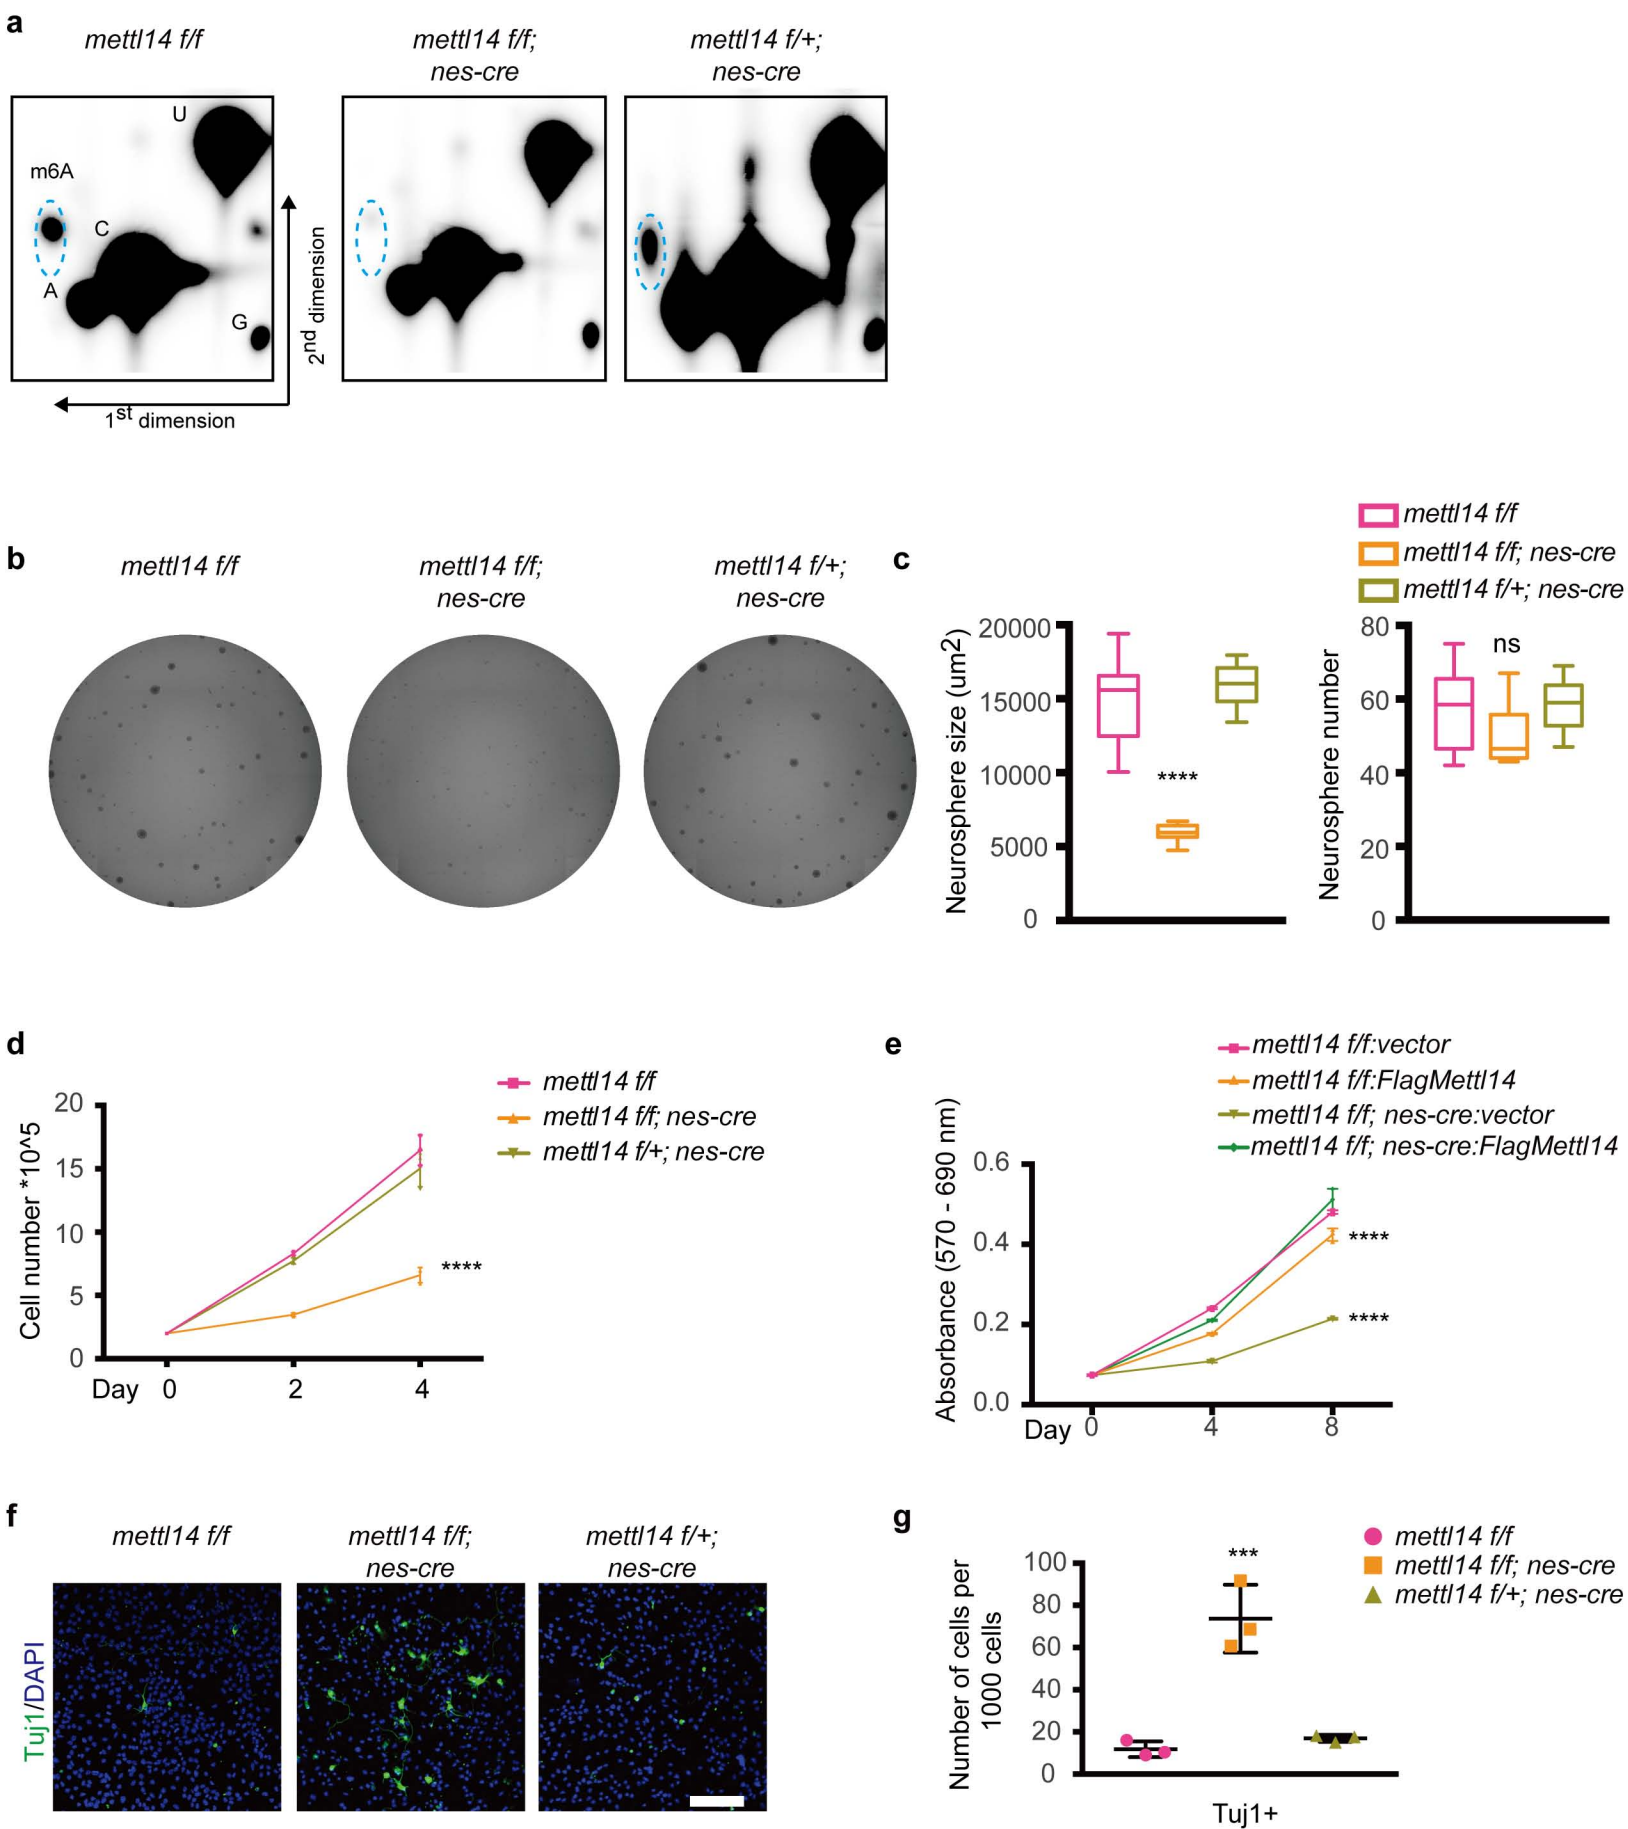 a
mettl14 f/f
mettl14 f/f;
nes-cre
mettl14 f/+;
nes-cre
U
m6A
C
A
G
2nd dimension
1st dimension
b
mettl14 f/f
mettl14 f/f;
nes-cre
mettl14 f/+;
nes-cre
c
mettl14 f/f
mettl14 f/f; nes-cre
mettl14 f/+; nes-cre
Neurosphere size (um2)
20000
15000
10000
5000
0
****
Neurosphere number
80
60
40
20
0
ns
d
mettl14 f/f
mettl14 f/f; nes-cre
mettl14 f/+; nes-cre
Cell number *10^5
20
15
10
5
0
****
Day 0 2 4
e
mettl14 f/f:vector
mettl14 f/f:FlagMettl14
mettl14 f/f; nes-cre:vector
mettl14 f/f; nes-cre:FlagMettl14
Absorbance (570 - 690 nm)
0.6
0.4
0.2
0.0
****
****
Day 0 4 8
f
mettl14 f/f
mettl14 f/f;
nes-cre
mettl14 f/+;
nes-cre
Tuj1/DAPI
g
mettl14 f/f
mettl14 f/f; nes-cre
mettl14 f/+; nes-cre
Number of cells per
1000 cells
100
80
60
40
20
0
***
Tuj1+